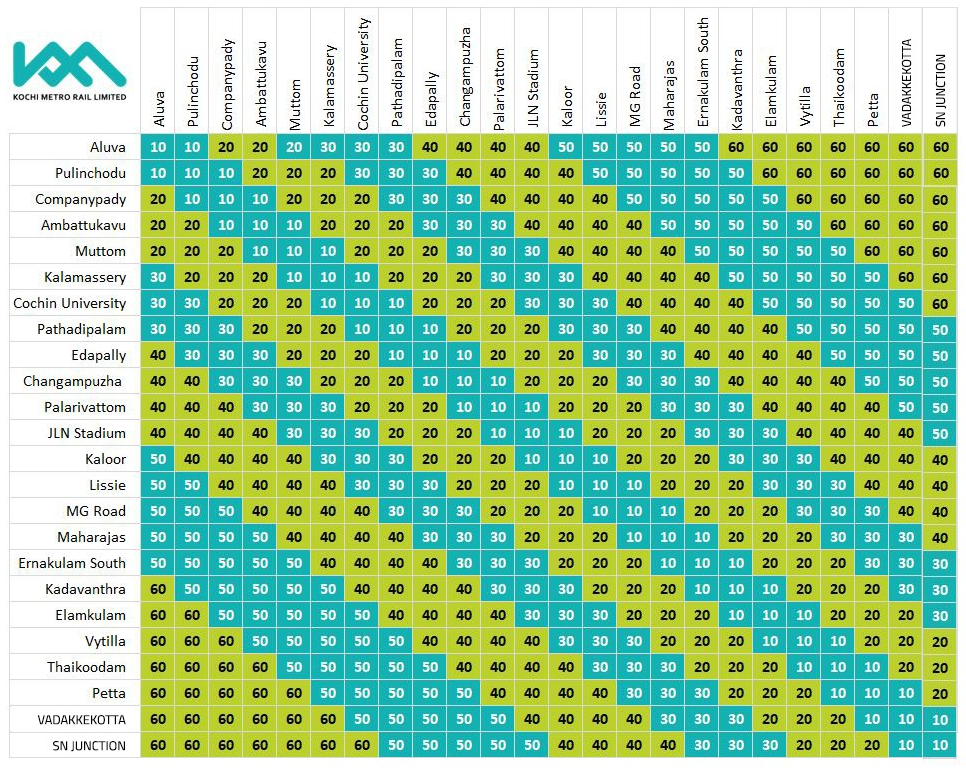 KOCHI METRO RAIL LIMITED
Aluva Pulinchodu Companypady Ambattukavu Muttom Kalamassery Cochin University Pathadipalam Edapally Changampuzha Palarivattom JLN Stadium Kaloor Lissie MG Road Maharajas Ernakulam South Kadavanthra Elamkulam Vytilla Thaikoodam Petta VADAKKEKOTTA SN JUNCTION
Aluva 10 10 20 20 20 30 30 30 40 40 40 40 50 50 50 50 50 60 60 60 60 60 60 60
Pulinchodu 10 10 10 20 20 20 30 30 30 40 40 40 40 50 50 50 50 50 60 60 60 60 60 60
Companypady 20 10 10 10 20 20 20 30 30 30 40 40 40 40 50 50 50 50 50 60 60 60 60 60
Ambattukavu 20 20 10 10 10 20 20 20 30 30 30 40 40 40 40 50 50 50 50 50 60 60 60 60
Muttom 20 20 20 10 10 10 20 20 20 30 30 30 40 40 40 40 50 50 50 50 50 60 60 60
Kalamassery 30 20 20 20 10 10 10 20 20 20 30 30 30 40 40 40 40 50 50 50 50 50 60 60
Cochin University 30 30 20 20 20 10 10 10 20 20 20 30 30 30 40 40 40 40 50 50 50 50 50 60
Pathadipalam 30 30 30 20 20 20 10 10 10 20 20 20 30 30 30 40 40 40 40 50 50 50 50 50
Edapally 40 30 30 30 20 20 20 10 10 10 20 20 20 30 30 30 40 40 40 40 50 50 50 50
Changampuzha 40 40 30 30 30 20 20 20 10 10 10 20 20 20 30 30 30 40 40 40 40 50 50 50
Palarivattom 40 40 40 30 30 30 20 20 20 10 10 10 20 20 20 30 30 30 40 40 40 40 50 50
JLN Stadium 40 40 40 40 30 30 30 20 20 20 10 10 10 20 20 20 30 30 30 40 40 40 40 50
Kaloor 50 40 40 40 40 30 30 30 20 20 20 10 10 10 20 20 20 30 30 30 40 40 40 40
Lissie 50 50 40 40 40 40 30 30 30 20 20 20 10 10 10 20 20 20 30 30 30 40 40 40
MG Road 50 50 50 40 40 40 40 30 30 30 20 20 20 10 10 10 20 20 20 30 30 30 40 40
Maharajas 50 50 50 50 40 40 40 40 30 30 30 20 20 20 10 10 10 20 20 20 30 30 30 40
Ernakulam South 50 50 50 50 50 40 40 40 40 30 30 30 20 20 20 10 10 10 20 20 20 30 30 30
Kadavanthra 60 50 50 50 50 50 40 40 40 40 30 30 30 20 20 20 10 10 10 20 20 20 30 30
Elamkulam 60 60 50 50 50 50 50 40 40 40 40 30 30 30 20 20 20 10 10 10 20 20 20 30
Vytilla 60 60 60 50 50 50 50 50 40 40 40 40 30 30 30 20 20 20 10 10 10 20 20 20
Thaikoodam 60 60 60 60 50 50 50 50 50 40 40 40 40 30 30 30 20 20 20 10 10 10 20 20
Petta 60 60 60 60 60 50 50 50 50 50 40 40 40 40 30 30 30 20 20 20 10 10 10 20
VADAKKEKOTTA 60 60 60 60 60 60 50 50 50 50 50 40 40 40 40 30 30 30 20 20 20 10 10 10
SN JUNCTION 60 60 60 60 60 60 60 50 50 50 50 50 40 40 40 40 30 30 30 20 20 20 10 10